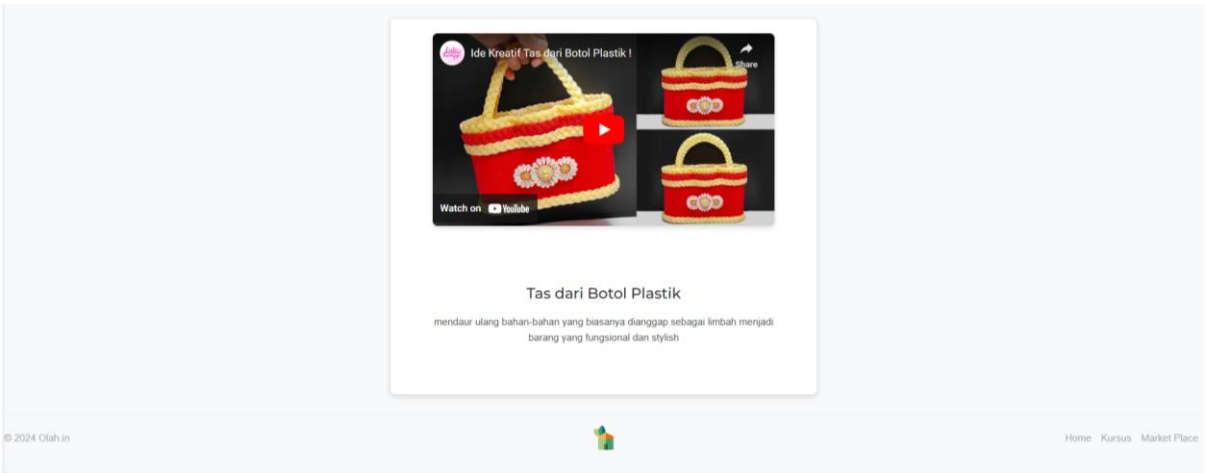 Ide Kreatif Tas dari Botol Plastik !
Share
Watch on YouTube
Tas dari Botol Plastik
mendaur ulang bahan-bahan yang biasanya dianggap sebagai limbah menjadi
barang yang fungsional dan stylish
© 2024 Olah.in
Home Kursus Market Place